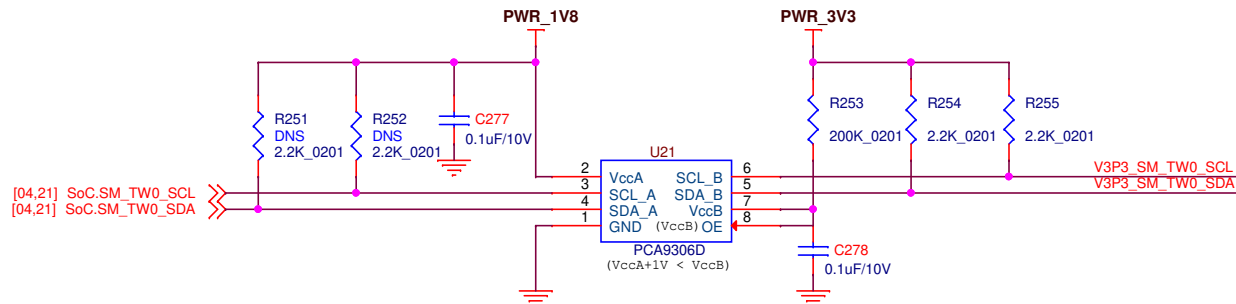 PWR_1V8
PWR_3V3
R251
DNS
2.2K_0201
R252
DNS
2.2K_0201
C277
0.1uF/10V
R253
200K_0201
R254
2.2K_0201
R255
2.2K_0201
U21
[04,21] SoC.SM_TW0_SCL
[04,21] SoC.SM_TW0_SDA
2 VccA SCL_B 6 V3P3_SM_TW0_SCL
3 SCL_A SDA_B 5 V3P3_SM_TW0_SDA
4 SDA_A VccB 7
1 GND (VccB) OE 8
PCA9306D
(VccA+1V < VccB)
C278
0.1uF/10V